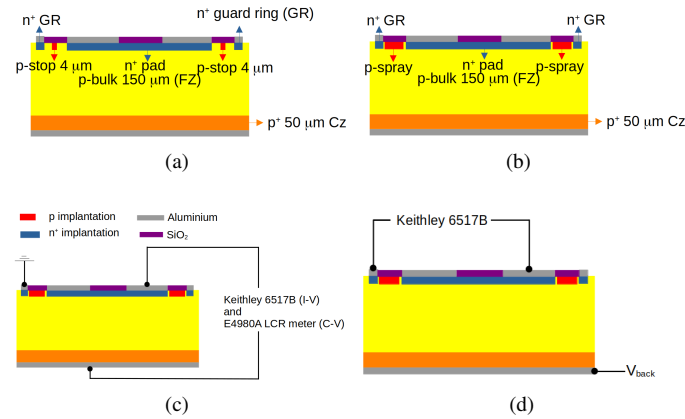 n⁺ guard ring (GR)
n⁺ GR
p-stop 4 μm
n⁺ pad
p-stop 4 μm
p-bulk 150 μm (FZ)
p⁺ 50 μm Cz
(a)
n⁺ GR
n⁺ GR
p-spray
n⁺ pad
p-spray
p-bulk 150 μm (FZ)
p⁺ 50 μm Cz
(b)
p implantation
Aluminium
n⁺ implantation
SiO₂
Keithley 6517B (I-V)
and
E4980A LCR meter (C-V)
(c)
Keithley 6517B
Vback
(d)